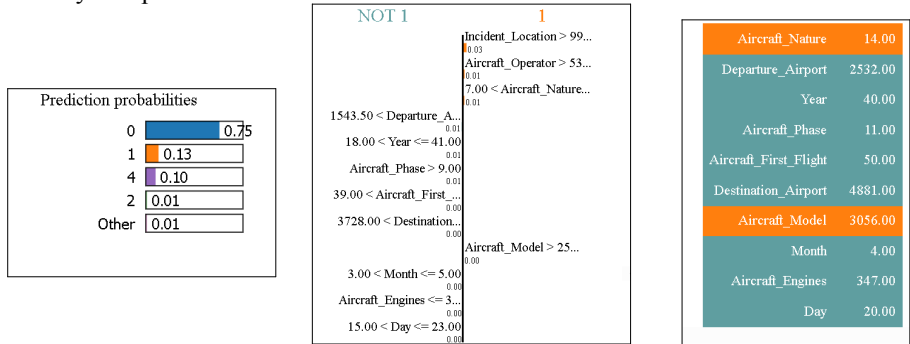 Prediction probabilities
0 0.75
1 0.13
4 0.10
2 0.01
Other 0.01
NOT 1 1
Incident_Location > 99...
0.03
Aircraft_Operator > 53...
0.01
7.00 < Aircraft_Nature...
0.01
1543.50 < Departure_A...
0.01
18.00 < Year <= 41.00
0.01
Aircraft_Phase > 9.00
0.01
39.00 < Aircraft_First_...
0.00
3728.00 < Destination...
0.00
Aircraft_Model > 25...
0.00
3.00 < Month <= 5.00
0.00
Aircraft_Engines <= 3...
0.00
15.00 < Day <= 23.00
0.00
Aircraft_Nature 14.00
Departure_Airport 2532.00
Year 40.00
Aircraft_Phase 11.00
Aircraft_First_Flight 50.00
Destination_Airport 4881.00
Aircraft_Model 3056.00
Month 4.00
Aircraft_Engines 347.00
Day 20.00